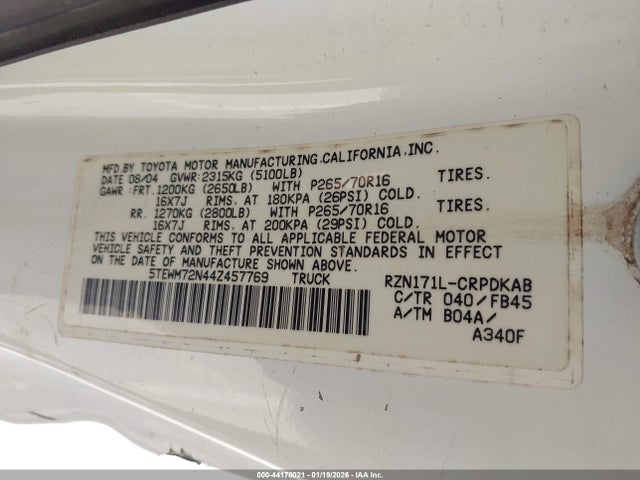 MFD.BY TOYOTA MOTOR MANUFACTURING.CALIFORNIA.INC.
DATE 08/04 GVWR:2315KG (5100LB)
GAWR:FRT.1200KG (2650LB) WITH P265/70R16 TIRES.
16X7J RIMS. AT 180KPA (26PSI) COLD.
RR. 1270KG (2800LB) WITH P265/70R16 TIRES.
16X7J RIMS. AT 200KPA (29PSI) COLD.
THIS VEHICLE CONFORMS TO ALL APPLICABLE FEDERAL MOTOR
VEHICLE SAFETY AND THEFT PREVENTION STANDARDS IN EFFECT
ON THE DATE OF MANUFACTURE SHOWN ABOVE.
5TEWM72N44Z457769 TRUCK RZN171L-CRPDKAB
C/TR 040/FB45
A/TM B04A/
A340F
000-44178021 - 01/19/2026 - IAA Inc.